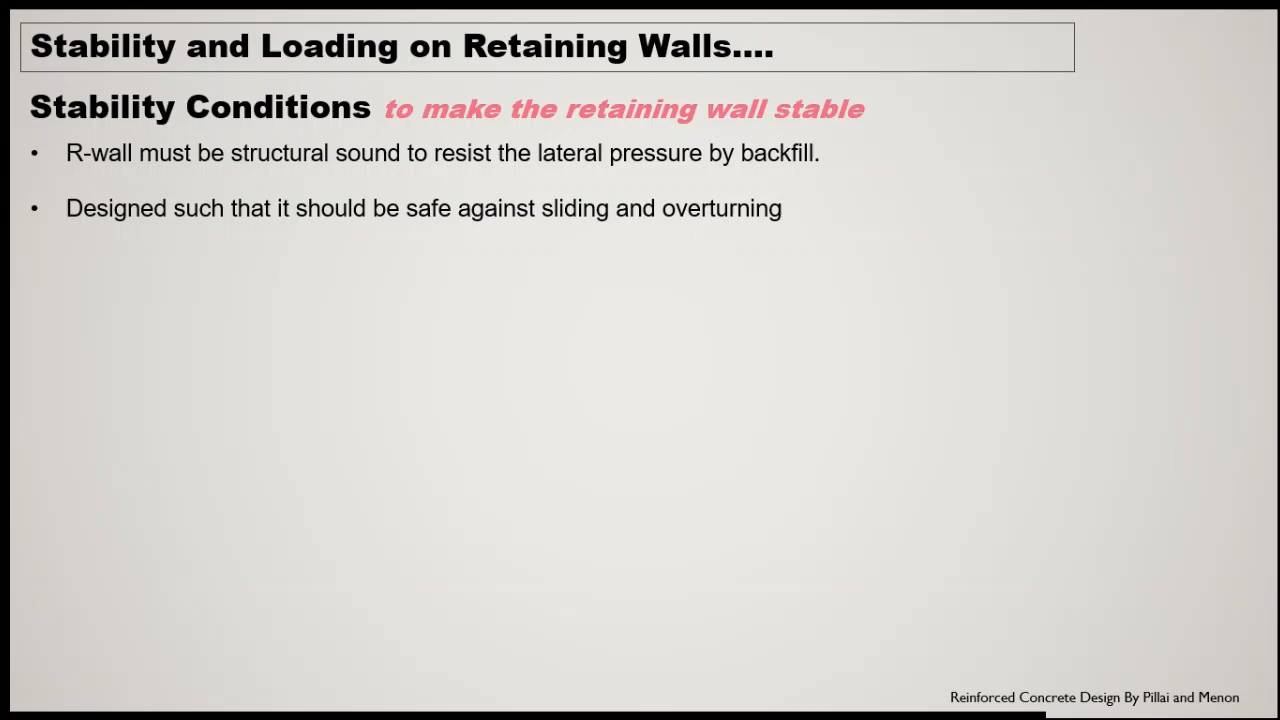 Stability and Loading on Retaining Walls....
Stability Conditions to make the retaining wall stable
• R-wall must be structural sound to resist the lateral pressure by backfill.
• Designed such that it should be safe against sliding and overturning
Reinforced Concrete Design By Pillai and Menon